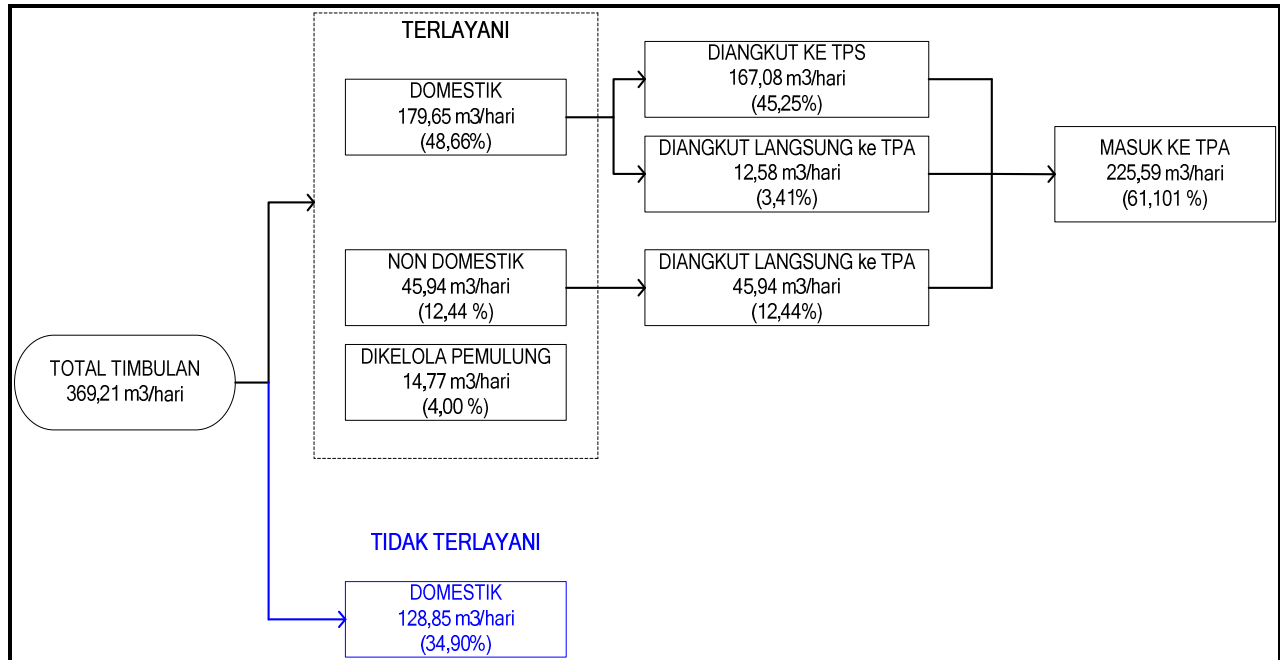 TERLAYANI
DOMESTIK
179,65 m3/hari
(48,66%)
NON DOMESTIK
45,94 m3/hari
(12,44 %)
DIKELOLA PEMULUNG
14,77 m3/hari
(4,00 %)
DIANGKUT KE TPS
167,08 m3/hari
(45,25%)
DIANGKUT LANGSUNG ke TPA
12,58 m3/hari
(3,41%)
DIANGKUT LANGSUNG ke TPA
45,94 m3/hari
(12,44%)
MASUK KE TPA
225,59 m3/hari
(61,101 %)
TOTAL TIMBULAN
369,21 m3/hari
TIDAK TERLAYANI
DOMESTIK
128,85 m3/hari
(34,90%)